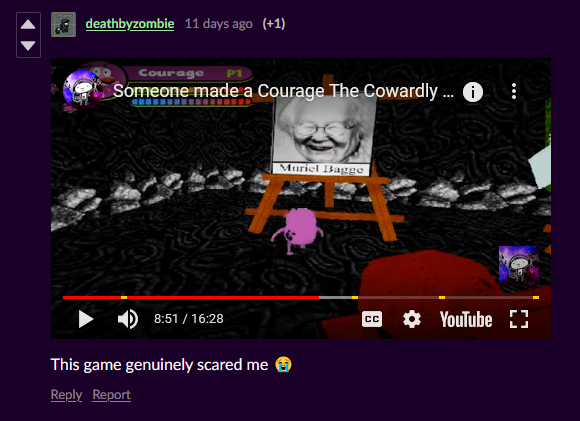 deathbyzombie 11 days ago (+1)
Courage P1
Someone made a Courage The Cowardly ...
Muriel Bagge
8:51 / 16:28 CC YouTube
This game genuinely scared me 😭
Reply Report